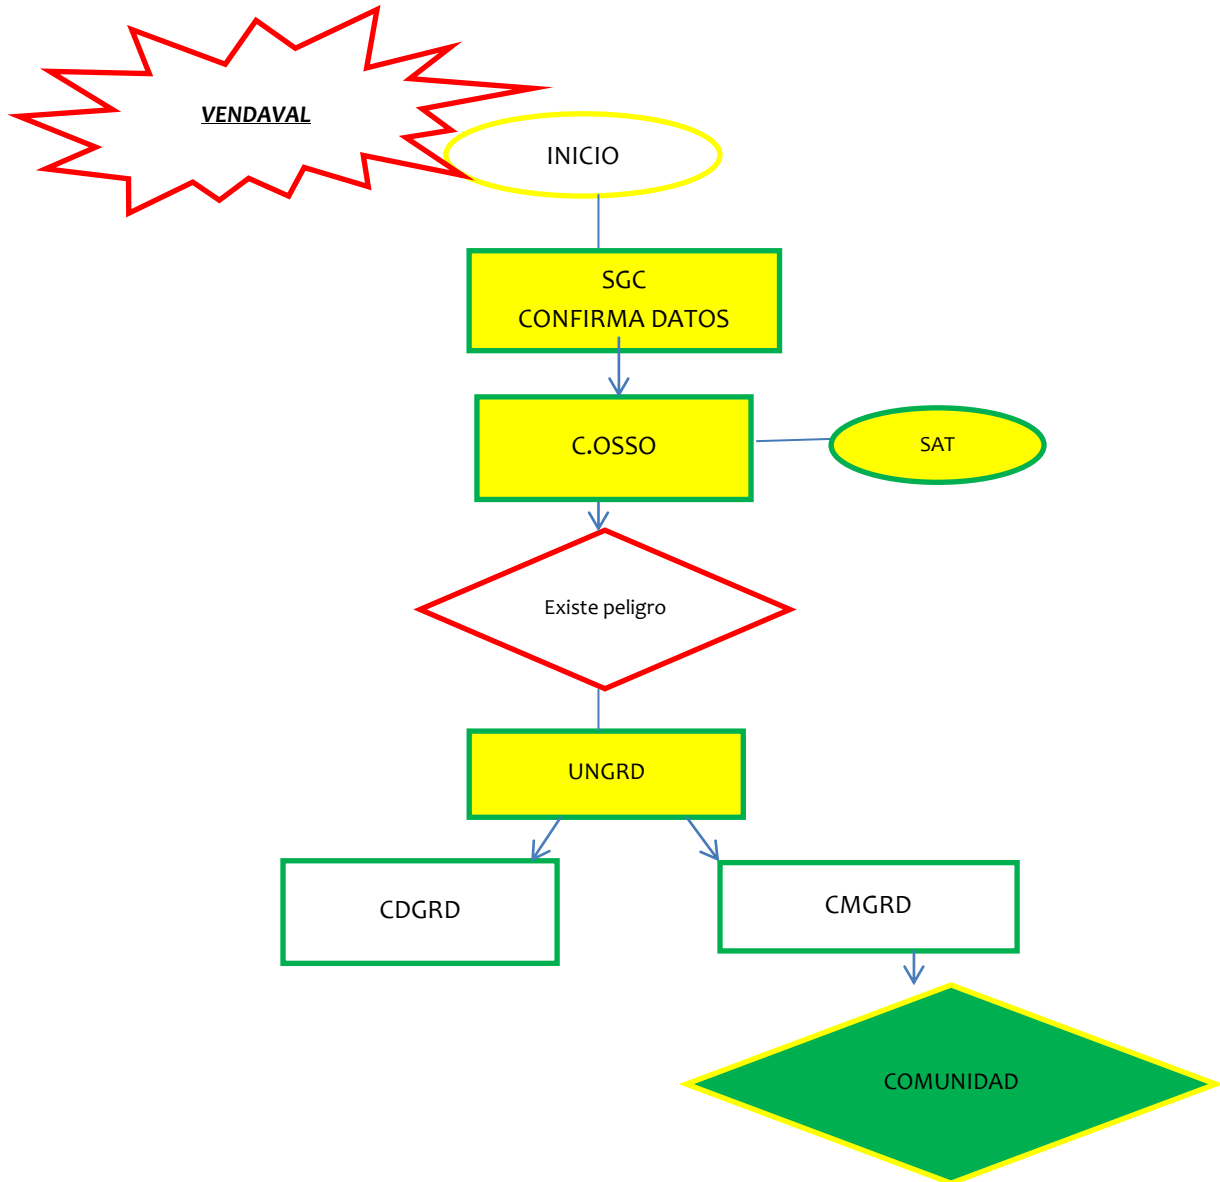 VENDAVAL
INICIO
SGC
CONFIRMA DATOS
C.OSSO
SAT
Existe peligro
UNGRD
CDGRD
CMGRD
COMUNIDAD